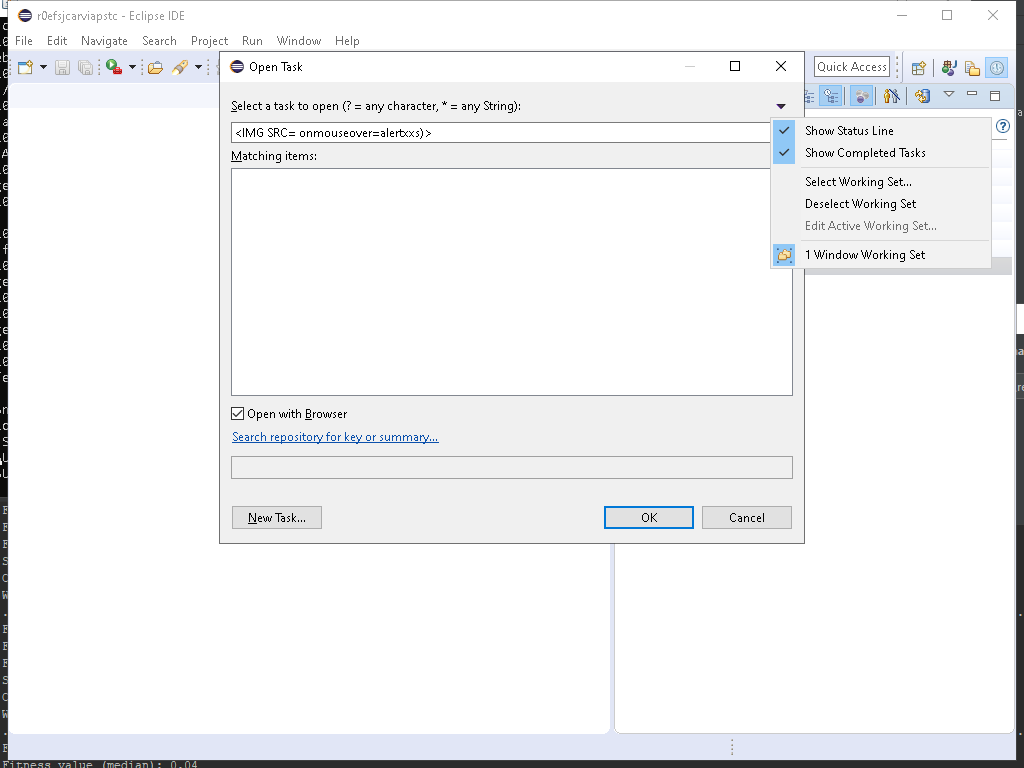 r0efsjcarviapstc - Eclipse IDE
File Edit Navigate Search Project Run Window Help
Quick Access
Open Task
Select a task to open (? = any character, * = any String):
<IMG SRC= onmouseover=alertxxs)>
Matching items:
Show Status Line
Show Completed Tasks
Select Working Set...
Deselect Working Set
Edit Active Working Set...
1 Window Working Set
Open with Browser
Search repository for key or summary...
New Task...
OK
Cancel
Fitness value (median): 0.04